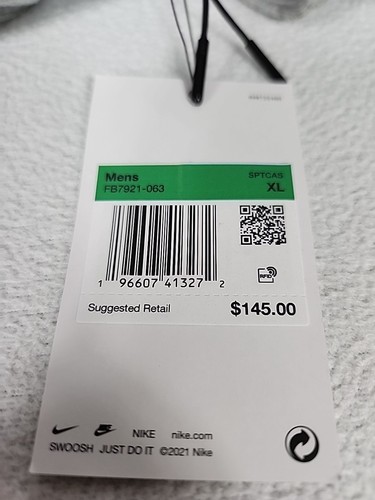 Mens SPTCAS
FB7921-063 XL
RFID
1 96607 41327 2
Suggested Retail $145.00
NIKE nike.com
SWOOSH JUST DO IT ©2021 Nike